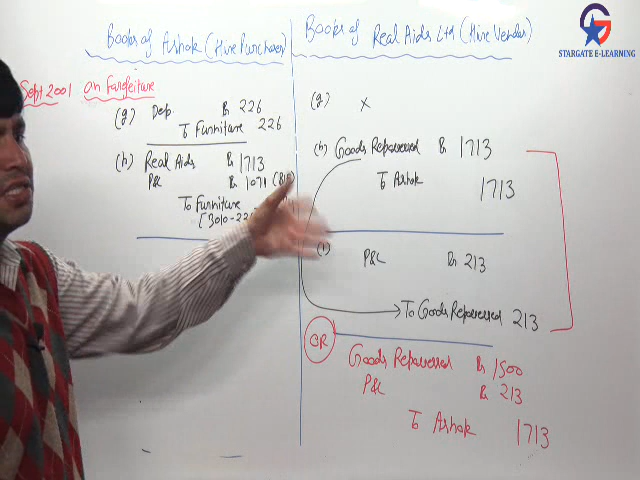 STARGATE E-LEARNING
Books of Ashok (Hire Purchaser)
Books of Real Aids Ltd (Hire Vendor)
Sept 2001 on Forfeiture
(g) Dep. Dr 226
To Furniture 226
(h) Real Aids Dr 1713
P&L Dr 1071 (B/F)
To Furniture
[3010-226
(g) x
(h) Goods Repossessed Dr 1713
To Ashok 1713
(i) P&L Dr 213
To Goods Repossessed 213
OR
Goods Repossessed Dr 1500
P&L Dr 213
To Ashok 1713